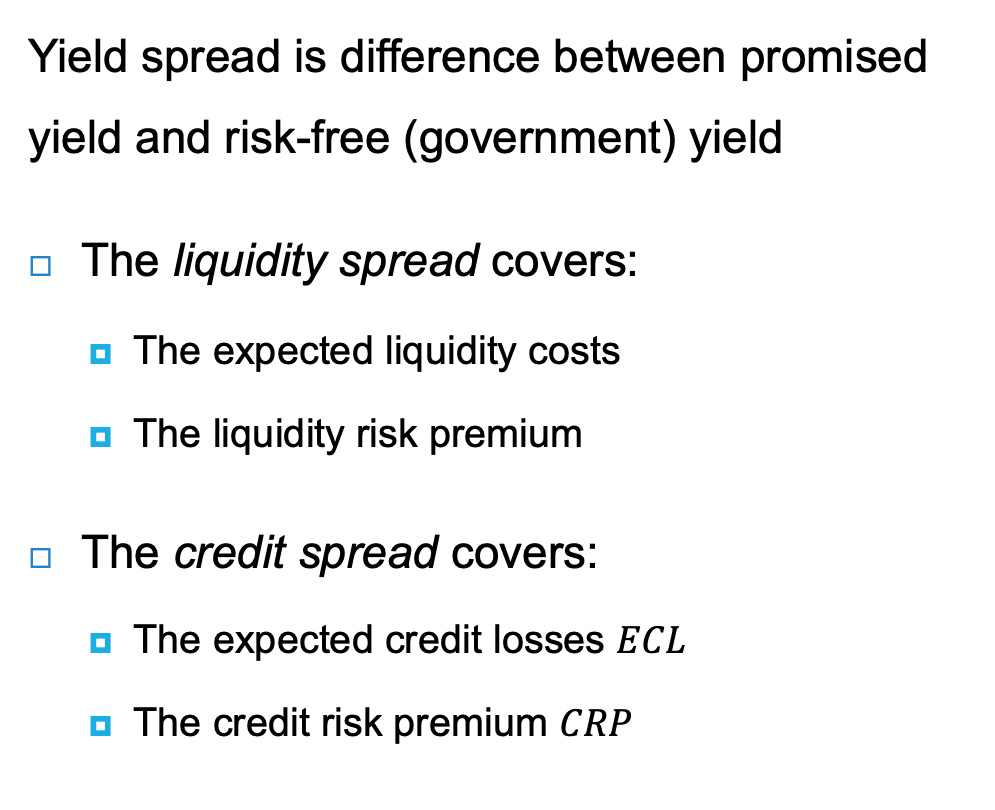 Yield spread is difference between promised
yield and risk-free (government) yield
The liquidity spread covers:
The expected liquidity costs
The liquidity risk premium
The credit spread covers:
The expected credit losses ECL
The credit risk premium CRP